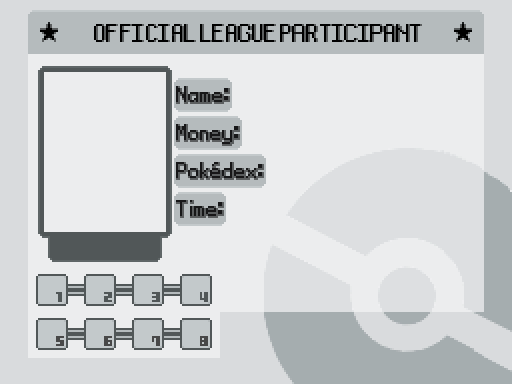 ★ OFFICIAL LEAGUE PARTICIPANT ★
Name:
Money:
Pokédex:
Time:
1 2 3 4
5 6 7 8